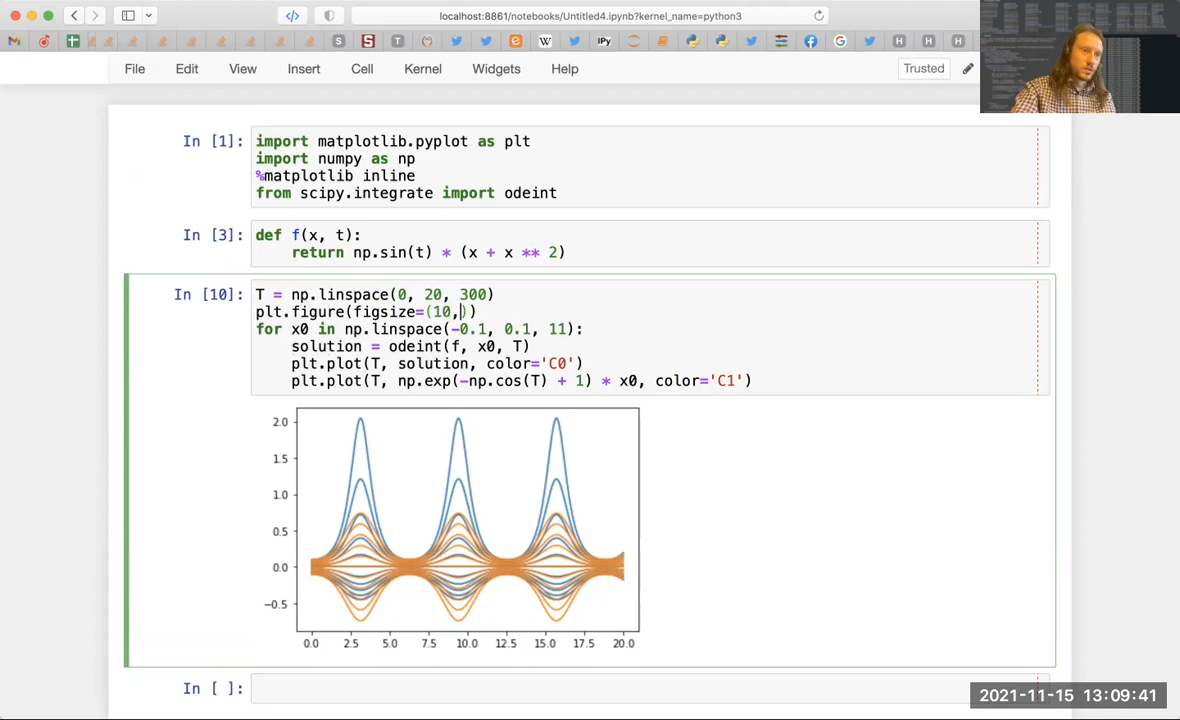 localhost:8861/notebooks/Untitled4.ipynb?kernel_name=python3
S S T W IPy G H H H
File Edit View Insert Cell Kernel Widgets Help Trusted
In [1]: import matplotlib.pyplot as plt
import numpy as np
%matplotlib inline
from scipy.integrate import odeint
In [3]: def f(x, t):
return np.sin(t) * (x + x ** 2)
In [10]: T = np.linspace(0, 20, 300)
plt.figure(figsize=(10,))
for x0 in np.linspace(-0.1, 0.1, 11):
solution = odeint(f, x0, T)
plt.plot(T, solution, color='C0')
plt.plot(T, np.exp(-np.cos(T) + 1) * x0, color='C1')
2.0
1.5
1.0
0.5
0.0
−0.5
0.0 2.5 5.0 7.5 10.0 12.5 15.0 17.5 20.0
In [ ]:
2021-11-15 13:09:41